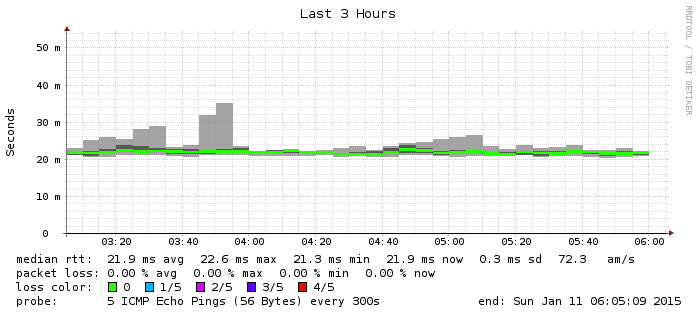 Last 3 Hours
RRDTOOL / TOBI OETIKER
Seconds
50 m
40 m
30 m
20 m
10 m
0
03:20 03:40 04:00 04:20 04:40 05:00 05:20 05:40 06:00
median rtt: 21.9 ms avg 22.6 ms max 21.3 ms min 21.9 ms now 0.3 ms sd 72.3 am/s
packet loss: 0.00 % avg 0.00 % max 0.00 % min 0.00 % now
loss color: 0 1/5 2/5 3/5 4/5
probe: 5 ICMP Echo Pings (56 Bytes) every 300s end: Sun Jan 11 06:05:09 2015